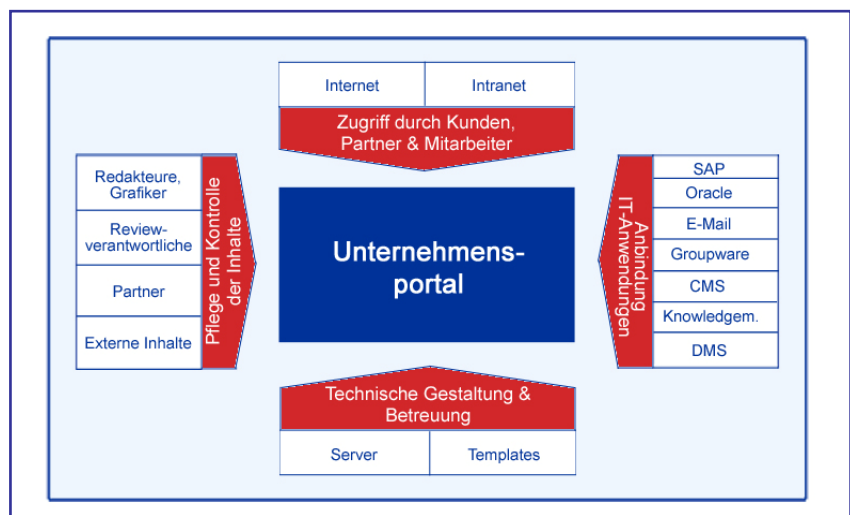 Internet
Intranet
Zugriff durch Kunden,
Partner & Mitarbeiter
Redakteure,
Grafiker
Review-
verantwortliche
Partner
Externe Inhalte
Pflege und Kontrolle
der Inhalte
Unternehmens-
portal
Anbindung
IT-Anwendungen
SAP
Oracle
E-Mail
Groupware
CMS
Knowledgem.
DMS
Technische Gestaltung &
Betreuung
Server
Templates